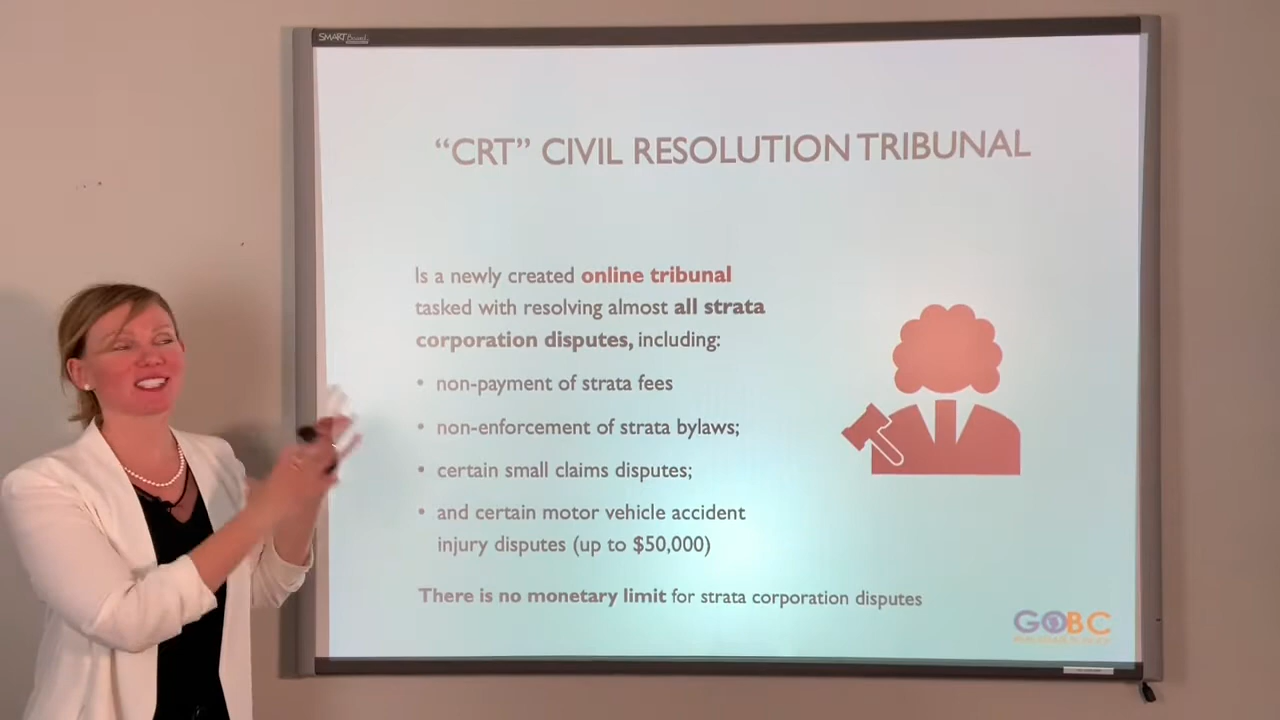 SMART Board
“CRT” CIVIL RESOLUTION TRIBUNAL
Is a newly created online tribunal
tasked with resolving almost all strata
corporation disputes, including:
• non-payment of strata fees
• non-enforcement of strata bylaws;
• certain small claims disputes;
• and certain motor vehicle accident
injury disputes (up to $50,000)
There is no monetary limit for strata corporation disputes
GOBC